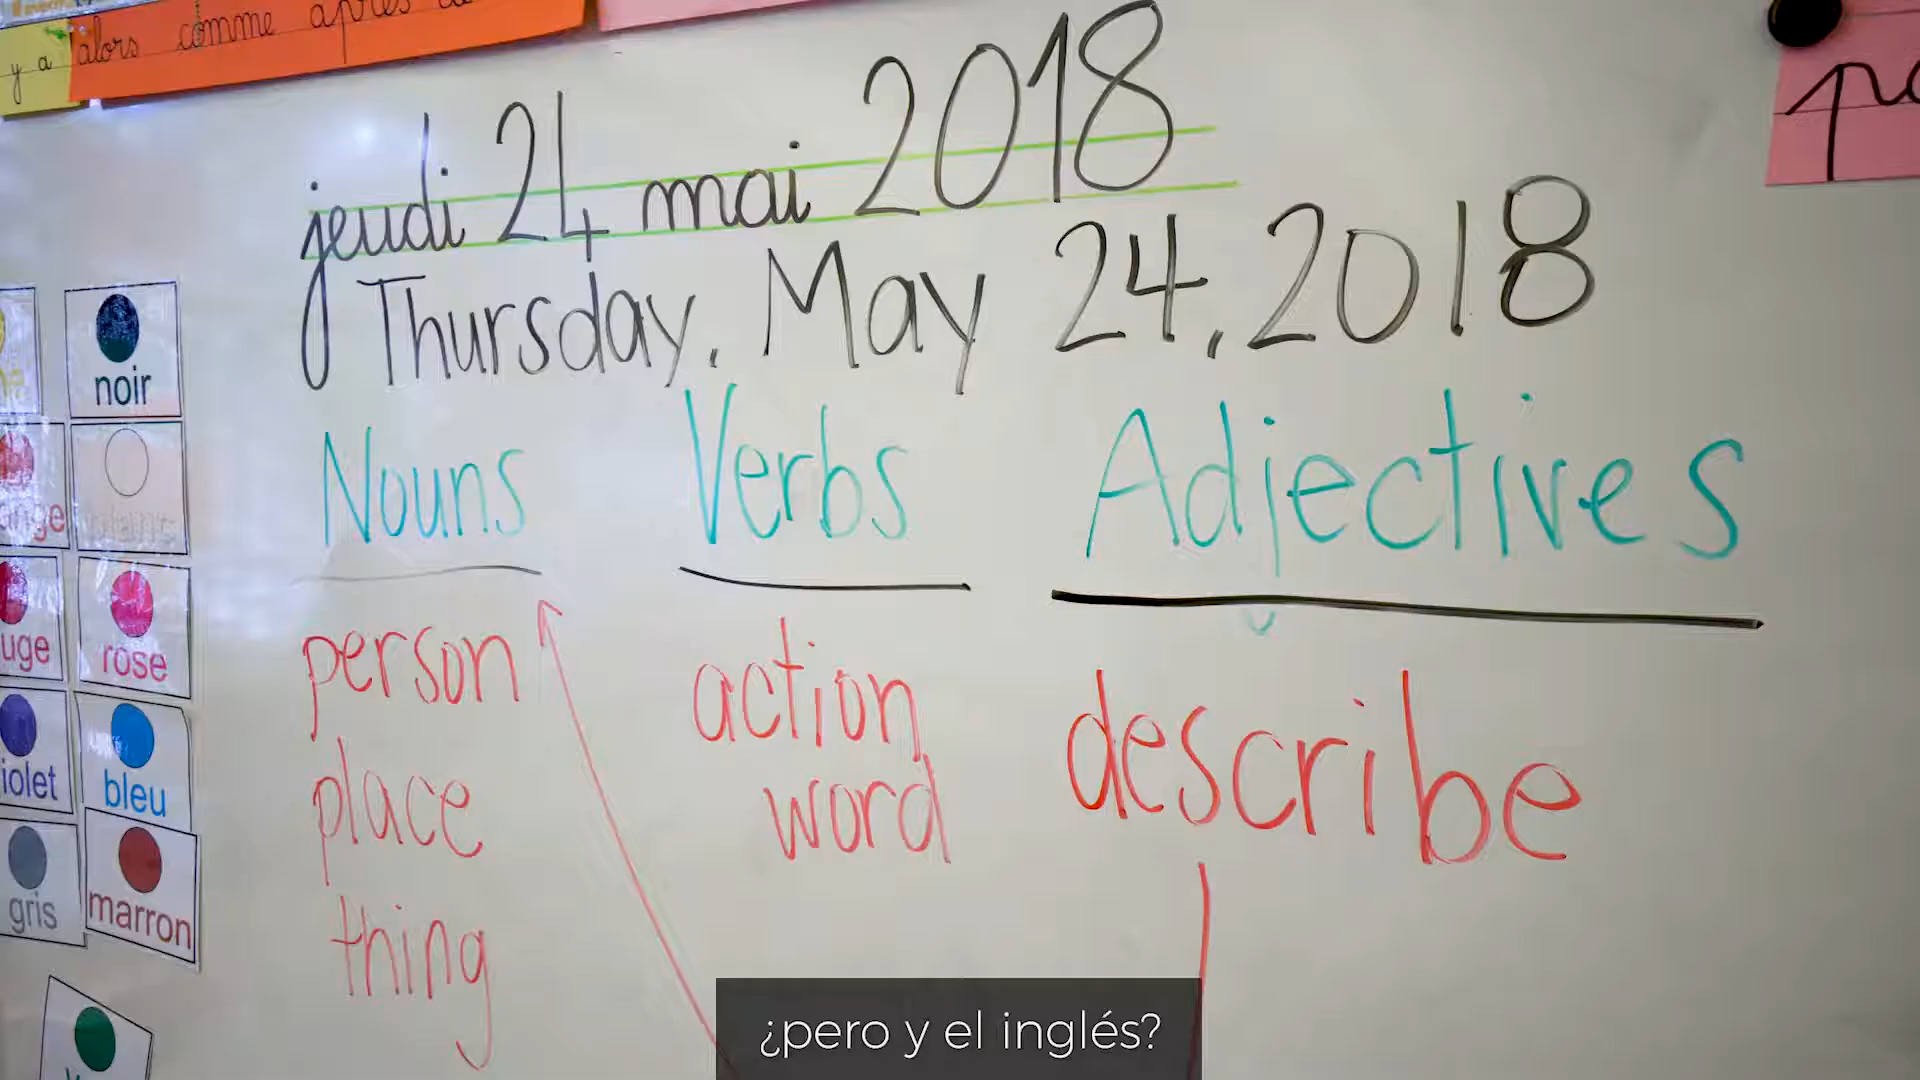 y a alors comme après
jeudi 24 mai 2018
Thursday, May 24, 2018
Nouns Verbs Adjectives
person
place
thing
action
word
describe
noir
rose
bleu
marron
gris
¿pero y el inglés?